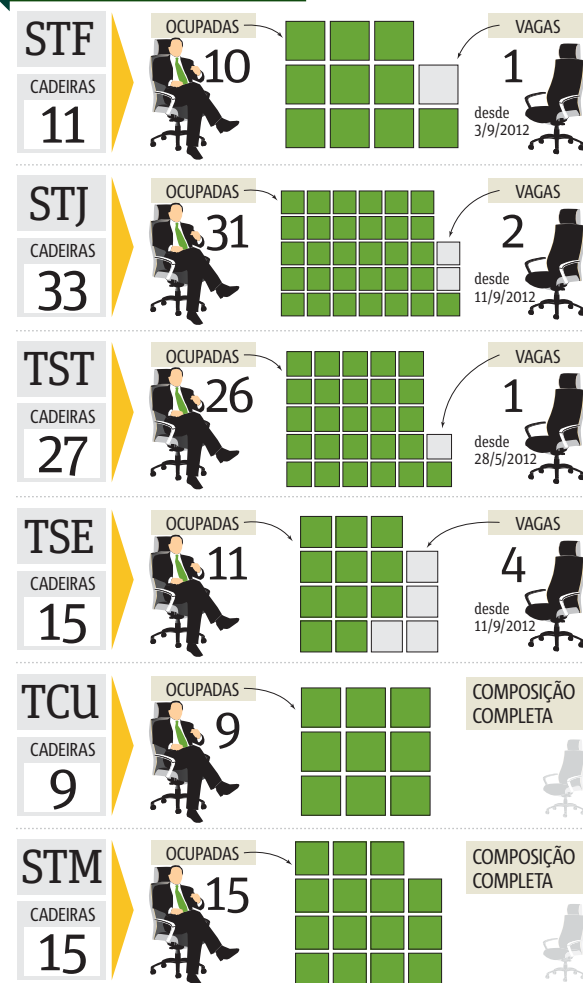 STF
CADEIRAS
11
OCUPADAS
10
VAGAS
1
desde
3/9/2012
STJ
CADEIRAS
33
OCUPADAS
31
VAGAS
2
desde
11/9/2012
TST
CADEIRAS
27
OCUPADAS
26
VAGAS
1
desde
28/5/2012
TSE
CADEIRAS
15
OCUPADAS
11
VAGAS
4
desde
11/9/2012
TCU
CADEIRAS
9
OCUPADAS
9
COMPOSIÇÃO
COMPLETA
STM
CADEIRAS
15
OCUPADAS
15
COMPOSIÇÃO
COMPLETA